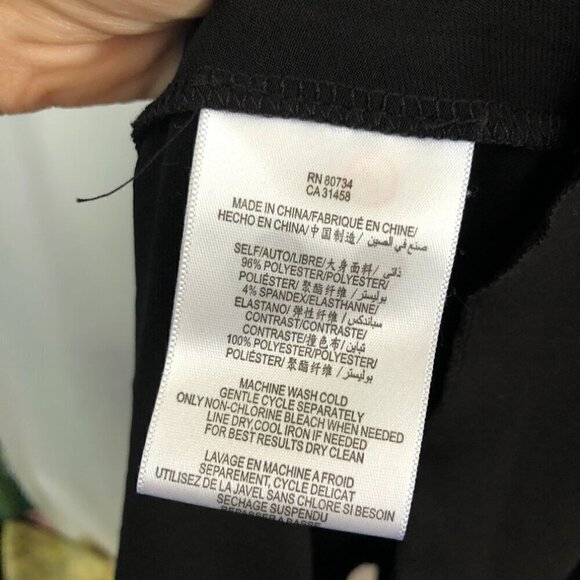 RN 80734
CA 31458
MADE IN CHINA/FABRIQUÉ EN CHINE/
HECHO EN CHINA/中国制造/ صنع في الصين
SELF/AUTO/LIBRE/大身面料/ ذاتي/
96% POLYESTER/POLYESTER/
POLIÉSTER/ 聚酯纤维 / بوليستر/
4% SPANDEX/ELASTHANNE/
ELASTANO/ 弹性纤维 / سباندكس/
CONTRAST/CONTRASTE/
CONTRASTE/撞色布/ تباين/
100% POLYESTER/POLYESTER/
POLIÉSTER/ 聚酯纤维 / بوليستر/
MACHINE WASH COLD
GENTLE CYCLE SEPARATELY
ONLY NON-CHLORINE BLEACH WHEN NEEDED
LINE DRY,COOL IRON IF NEEDED
FOR BEST RESULTS DRY CLEAN
LAVAGE EN MACHINE A FROID
SEPAREMENT, CYCLE DELICAT
UTILISEZ DE LA JAVEL SANS CHLORE SI BESOIN
SECHAGE SUSPENDU
REPASSER A BASSE